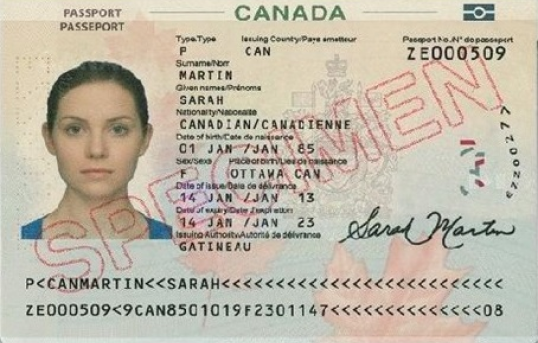 PASSPORT
PASSEPORT
CANADA
Type/Type Issuing Country/Pays émetteur Passport No./N° de passeport
P CAN ZE000509
Surname/Nom
MARTIN
Given names/Prénoms
SARAH
Nationality/Nationalité
CANADIAN/CANADIENNE
Date of birth/Date de naissance
01 JAN /JAN 85
Sex/Sexe Place of birth/Lieu de naissance
F OTTAWA CAN
Date of issue/Date de délivrance
14 JAN /JAN 13
Date of expiry/Date d'expiration
14 JAN /JAN 23
Issuing Authority/Autorité de délivrance
GATINEAU
Sarah Martin
SPECIMEN
P<CANMARTIN<<SARAH<<<<<<<<<<<<<<<<<<<<<<<<<<
ZE000509<9CAN8501019F2301147<<<<<<<<<<<<<<08